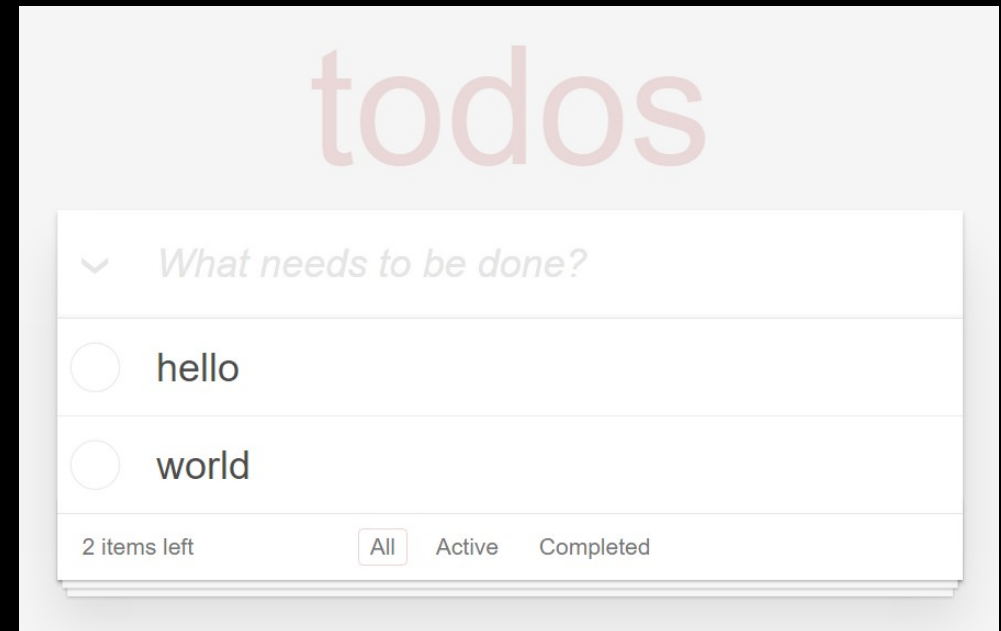 todos
What needs to be done?
hello
world
2 items left All Active Completed